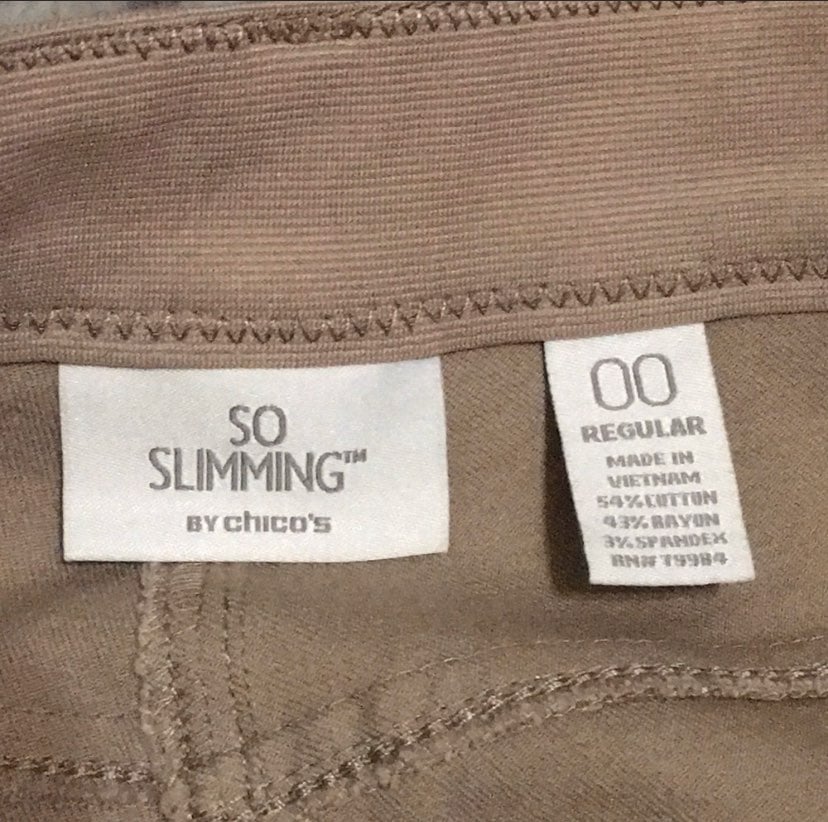 SO
SLIMMING™
BY chico's
00
REGULAR
MADE IN
VIETNAM
54% COTTON
43% RAYON
3% SPANDEX
RN# 79984